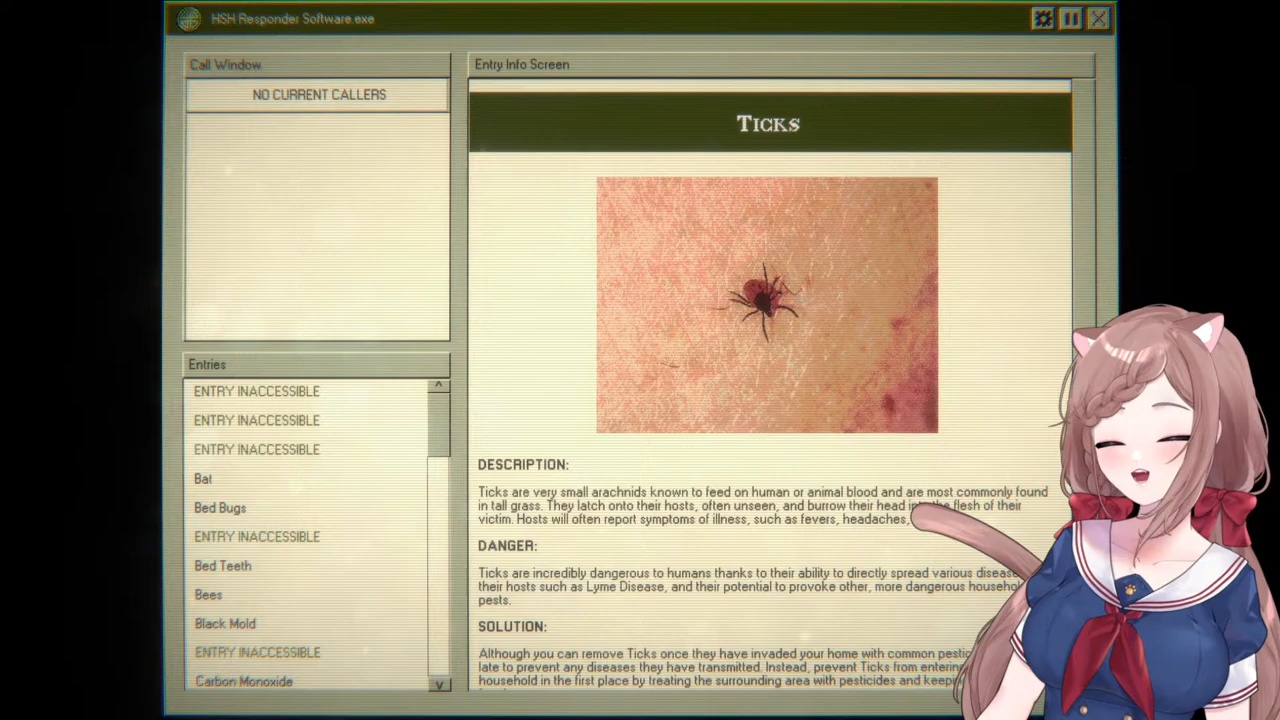 HSH Responder Software.exe
Call Window
NO CURRENT CALLERS
Entries
ENTRY INACCESSIBLE
ENTRY INACCESSIBLE
ENTRY INACCESSIBLE
Bat
Bed Bugs
ENTRY INACCESSIBLE
Bed Teeth
Bees
Black Mold
ENTRY INACCESSIBLE
Carbon Monoxide
Entry Info Screen
Ticks
DESCRIPTION:
Ticks are very small arachnids known to feed on human or animal blood and are most commonly found
in tall grass. They latch onto their hosts, often unseen, and burrow their head the flesh of their
victim. Hosts will often report symptoms of illness, such as fevers, headaches,
DANGER:
Ticks are incredibly dangerous to humans thanks to their ability to directly spread various
their hosts such as Lyme Disease, and their potential to provoke other, more dangerous
pests.
SOLUTION:
Although you can remove Ticks once they have invaded your home with common
late to prevent any diseases they have transmitted. Instead, prevent Ticks from entering
household in the first place by treating the surrounding area with pesticides and